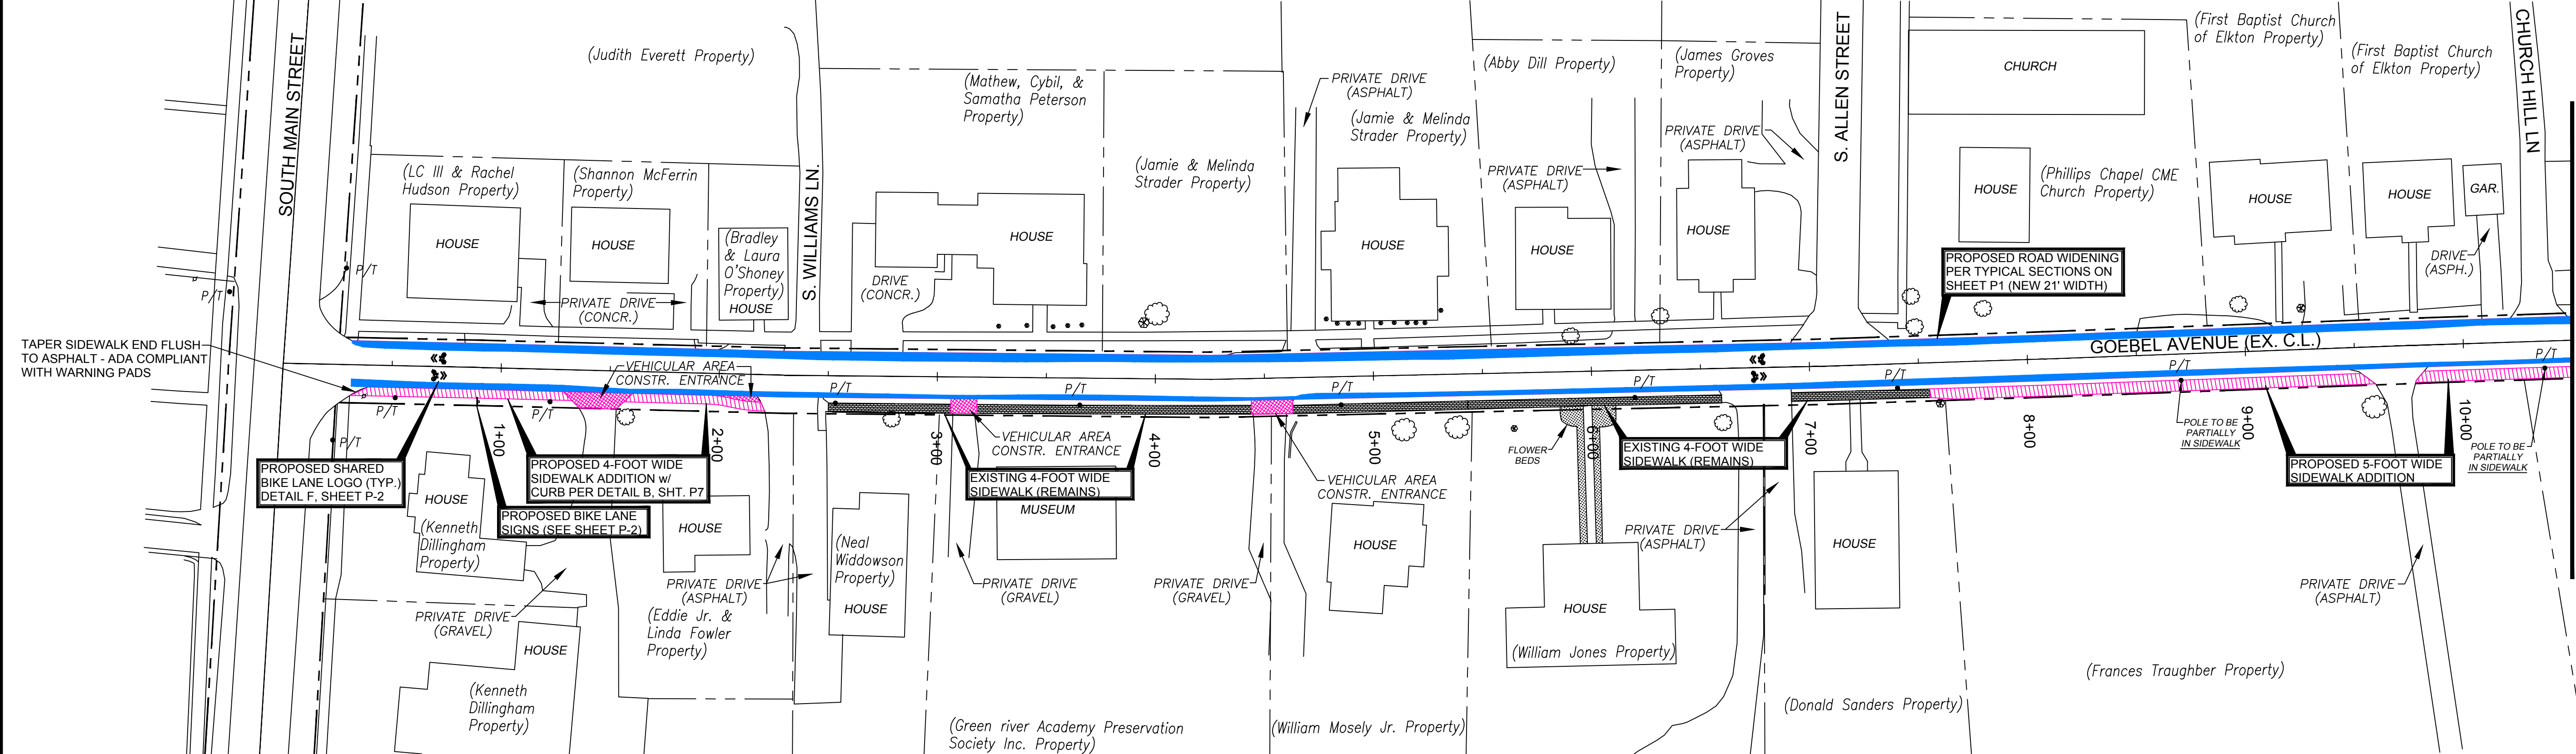 SOUTH MAIN STREET
(Judith Everett Property)
S. WILLIAMS LN.
(Mathew, Cybil, &
Samatha Peterson
Property)
PRIVATE DRIVE
(ASPHALT)
(Jamie & Melinda
Strader Property)
(Abby Dill Property)
(James Groves
Property)
S. ALLEN STREET
CHURCH
(First Baptist Church
of Elkton Property)
(First Baptist Church
of Elkton Property)
CHURCH HILL LN
(LC III & Rachel
Hudson Property)
(Shannon McFerrin
Property)
(Jamie & Melinda
Strader Property)
PRIVATE DRIVE
(ASPHALT)
PRIVATE DRIVE
(ASPHALT)
HOUSE
(Phillips Chapel CME
Church Property)
HOUSE
HOUSE
GAR.
HOUSE
HOUSE
(Bradley
& Laura
O'Shoney
Property)
HOUSE
HOUSE
HOUSE
HOUSE
HOUSE
DRIVE
(CONCR.)
PRIVATE DRIVE
(CONCR.)
P/T
P/T
PROPOSED ROAD WIDENING
PER TYPICAL SECTIONS ON
SHEET P1 (NEW 21' WIDTH)
DRIVE
(ASPH.)
GOEBEL AVENUE (EX. C.L.)
TAPER SIDEWALK END FLUSH
TO ASPHALT - ADA COMPLIANT
WITH WARNING PADS
VEHICULAR AREA
CONSTR. ENTRANCE
P/T
P/T
P/T
P/T
P/T
P/T
P/T
P/T
P/T
P/T
1+00
2+00
3+00
4+00
5+00
6+00
7+00
8+00
9+00
10+00
PROPOSED SHARED
BIKE LANE LOGO (TYP.)
DETAIL F, SHEET P-2
PROPOSED 4-FOOT WIDE
SIDEWALK ADDITION w/
CURB PER DETAIL B, SHT. P7
PROPOSED BIKE LANE
SIGNS (SEE SHEET P-2)
VEHICULAR AREA
CONSTR. ENTRANCE
EXISTING 4-FOOT WIDE
SIDEWALK (REMAINS)
MUSEUM
VEHICULAR AREA
CONSTR. ENTRANCE
FLOWER
BEDS
EXISTING 4-FOOT WIDE
SIDEWALK (REMAINS)
POLE TO BE
PARTIALLY
IN SIDEWALK
PROPOSED 5-FOOT WIDE
SIDEWALK ADDITION
POLE TO BE
PARTIALLY
IN SIDEWALK
HOUSE
(Kenneth
Dillingham
Property)
HOUSE
(Neal
Widdowson
Property)
HOUSE
HOUSE
HOUSE
HOUSE
PRIVATE DRIVE
(GRAVEL)
PRIVATE DRIVE
(ASPHALT)
(Eddie Jr. &
Linda Fowler
Property)
PRIVATE DRIVE
(GRAVEL)
PRIVATE DRIVE
(GRAVEL)
PRIVATE DRIVE
(ASPHALT)
PRIVATE DRIVE
(ASPHALT)
HOUSE
(Kenneth
Dillingham
Property)
(Green river Academy Preservation
Society Inc. Property)
(William Mosely Jr. Property)
(William Jones Property)
(Donald Sanders Property)
(Frances Traughber Property)